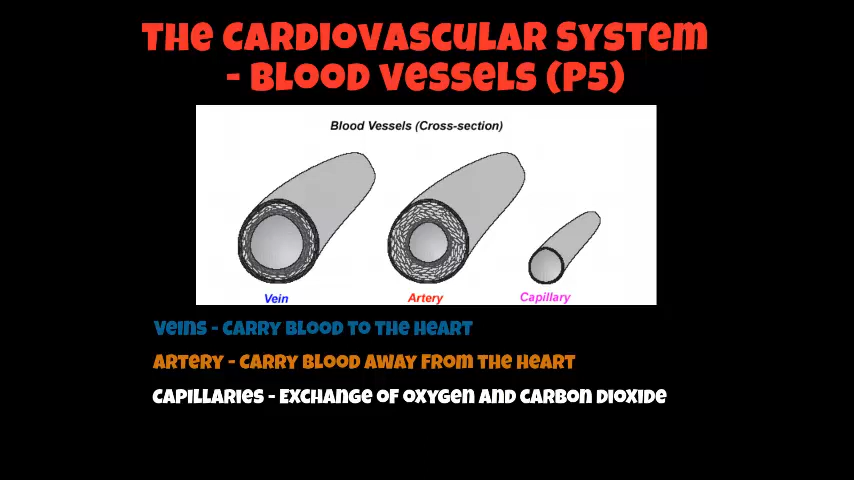 The Cardiovascular System
- Blood Vessels (P5)
Blood Vessels (Cross-section)
Vein Artery Capillary
Veins - Carry blood to the heart
Artery - Carry blood away from the heart
Capillaries - Exchange of oxygen and carbon dioxide